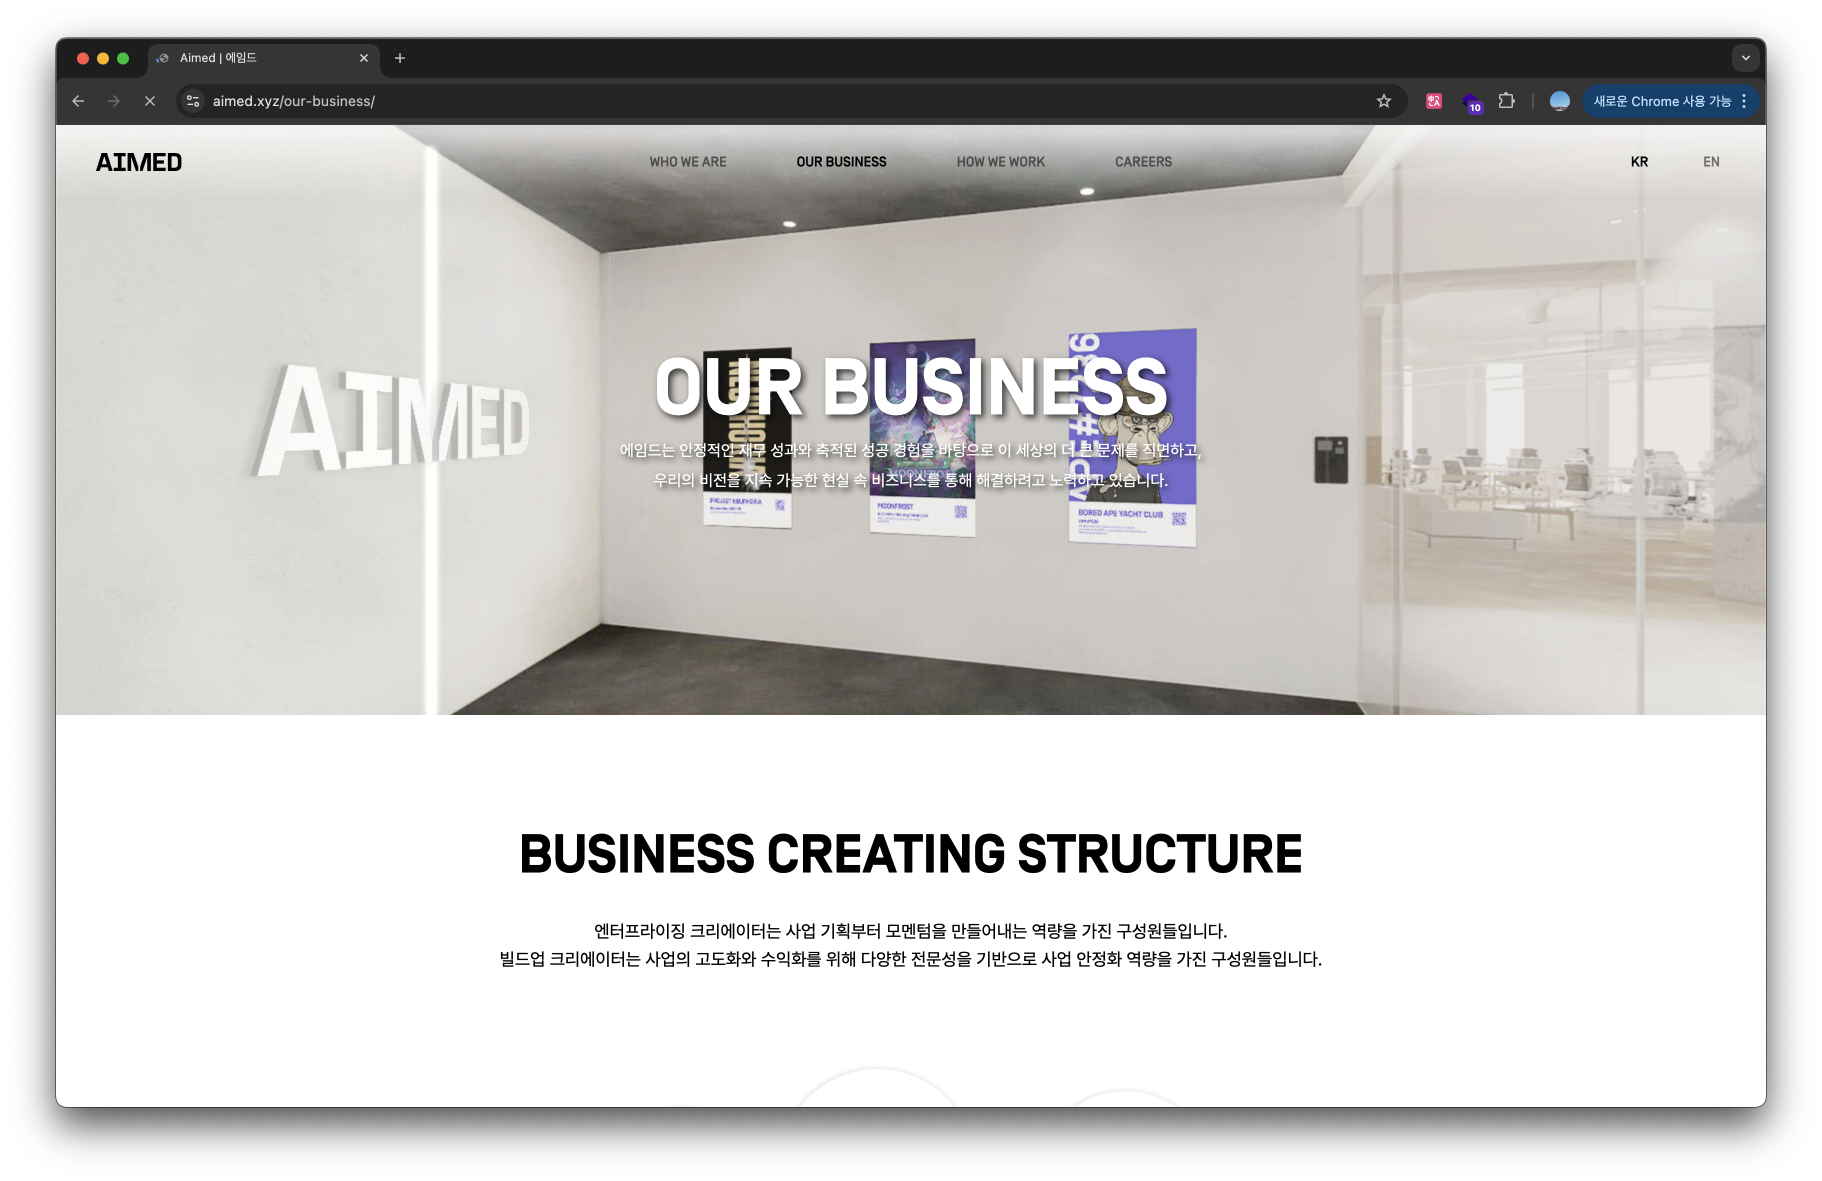 Aimed | 에임드
aimed.xyz/our-business/
10
새로운 Chrome 사용 가능
AIMED
WHO WE ARE
OUR BUSINESS
HOW WE WORK
CAREERS
KR
EN
AIMED
OUR BUSINESS
에임드는 안정적인 재무 성과와 축적된 성공 경험을 바탕으로 이 세상의 더 큰 문제를 직면하고,
우리의 비전을 지속 가능한 현실 속 비즈니스를 통해 해결하려고 노력하고 있습니다.
MOONFROST
BORED APE YACHT CLUB
BUSINESS CREATING STRUCTURE
엔터프라이징 크리에이터는 사업 기획부터 모멘텀을 만들어내는 역량을 가진 구성원들입니다.
빌드업 크리에이터는 사업의 고도화와 수익화를 위해 다양한 전문성을 기반으로 사업 안정화 역량을 가진 구성원들입니다.